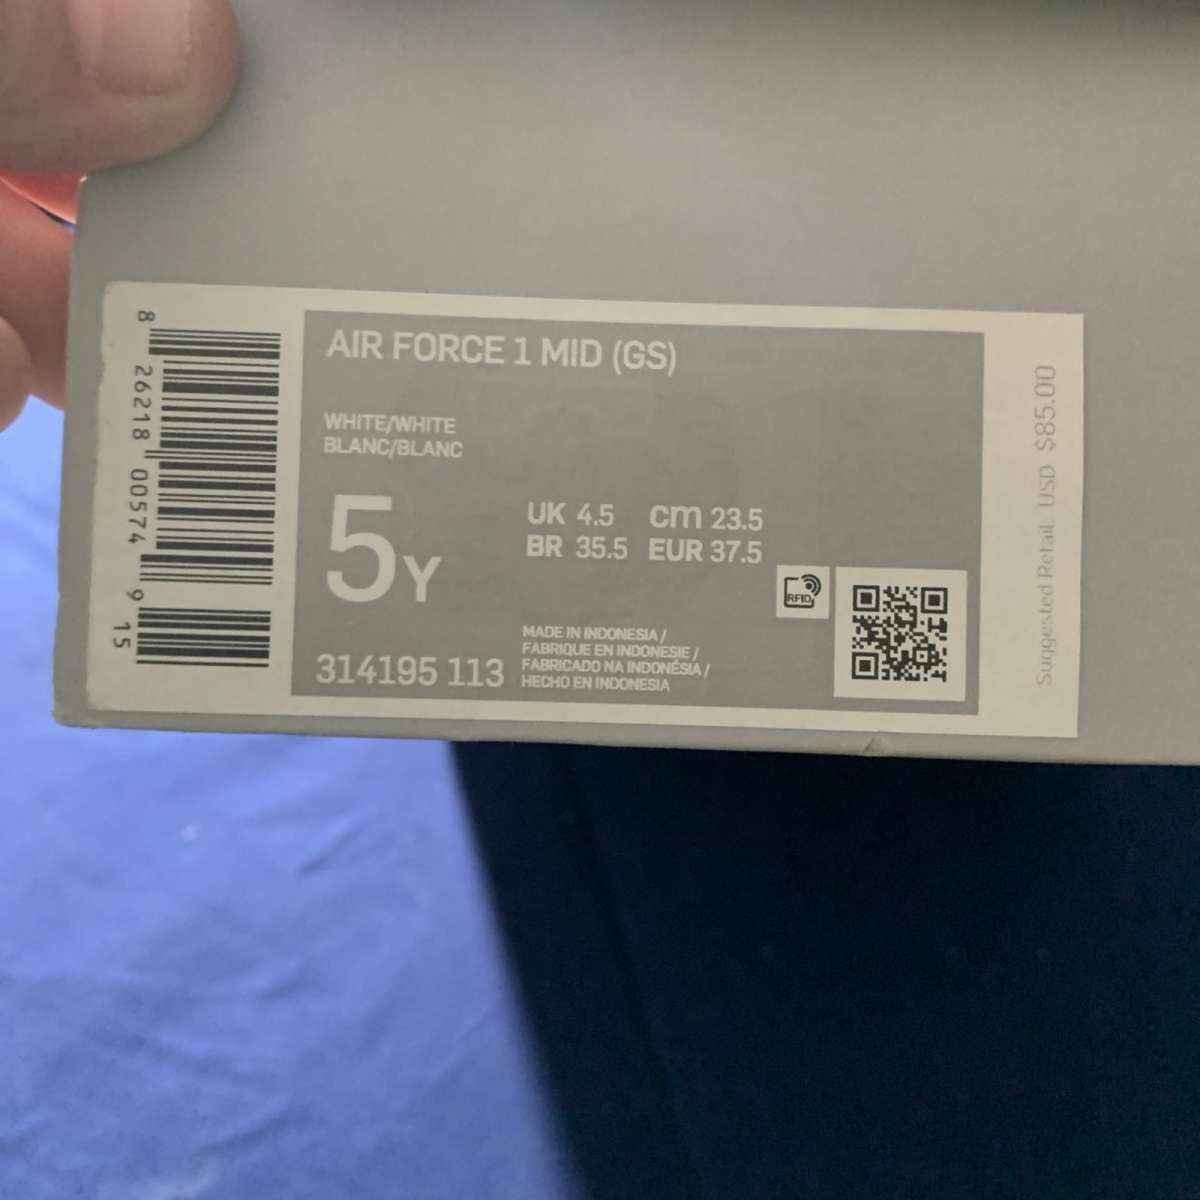 AIR FORCE 1 MID (GS)
WHITE/WHITE
BLANC/BLANC
5Y
UK 4.5 cm 23.5
BR 35.5 EUR 37.5
RFID
MADE IN INDONESIA /
FABRIQUE EN INDONESIE /
FABRICADO NA INDONÉSIA /
HECHO EN INDONESIA
314195 113
8 26218 00574 9 15
Suggested Retail USD $85.00